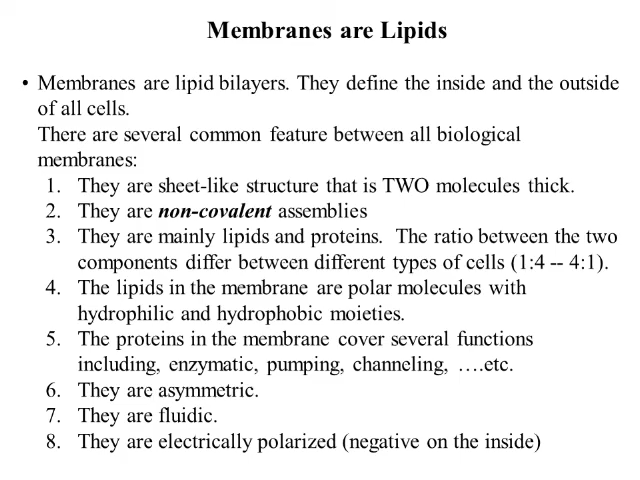 Membranes are Lipids
• Membranes are lipid bilayers. They define the inside and the outside
of all cells.
There are several common feature between all biological
membranes:
1. They are sheet-like structure that is TWO molecules thick.
2. They are non-covalent assemblies
3. They are mainly lipids and proteins. The ratio between the two
components differ between different types of cells (1:4 -- 4:1).
4. The lipids in the membrane are polar molecules with
hydrophilic and hydrophobic moieties.
5. The proteins in the membrane cover several functions
including, enzymatic, pumping, channeling, ….etc.
6. They are asymmetric.
7. They are fluidic.
8. They are electrically polarized (negative on the inside)